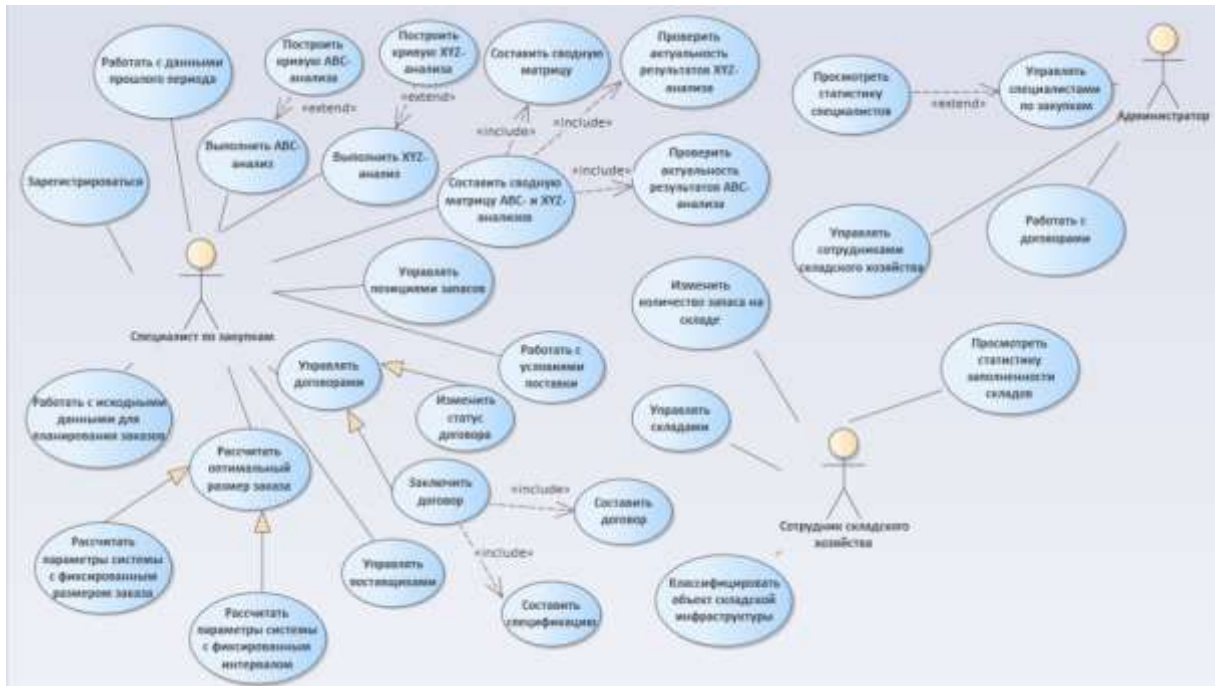 Работать с данными
прошлого периода
Построить
кривую ABC-
анализа
Построить
кривую XYZ-
анализа
Составить сводную
матрицу
Проверить
актуальность
результатов XYZ-
анализа
Просмотреть
статистику
специалистов
«extend»
Управлять
специалистами
по закупкам
Администратор
«extend»
«extend»
«include»
«include»
Зарегистрироваться
Выполнить ABC-
анализ
Выполнить XYZ-
анализ
Составить сводную
матрицу ABC- и XYZ-
анализов
«include»
Проверить
актуальность
результатов ABC-
анализа
Управлять
сотрудниками
складского хозяйства
Работать с
договорами
Специалист по закупкам
Управлять
позициями запасов
Изменить
количество запаса на
складе
Управлять
договорами
Работать с
условиями
поставки
Просмотреть
статистику
заполненности
складов
Изменить
статус
договора
Управлять
складами
Работать с исходными
данными для
планирования заказов
Рассчитать
оптимальный
размер заказа
Заключить
договор
«include»
Составить
договор
Сотрудник складского
хозяйства
«include»
Рассчитать
параметры системы
с фиксированным
размером заказа
Управлять
поставщиками
Составить
спецификацию
Классифицировать
объект складской
инфраструктуры
Рассчитать
параметры системы
с фиксированным
интервалом